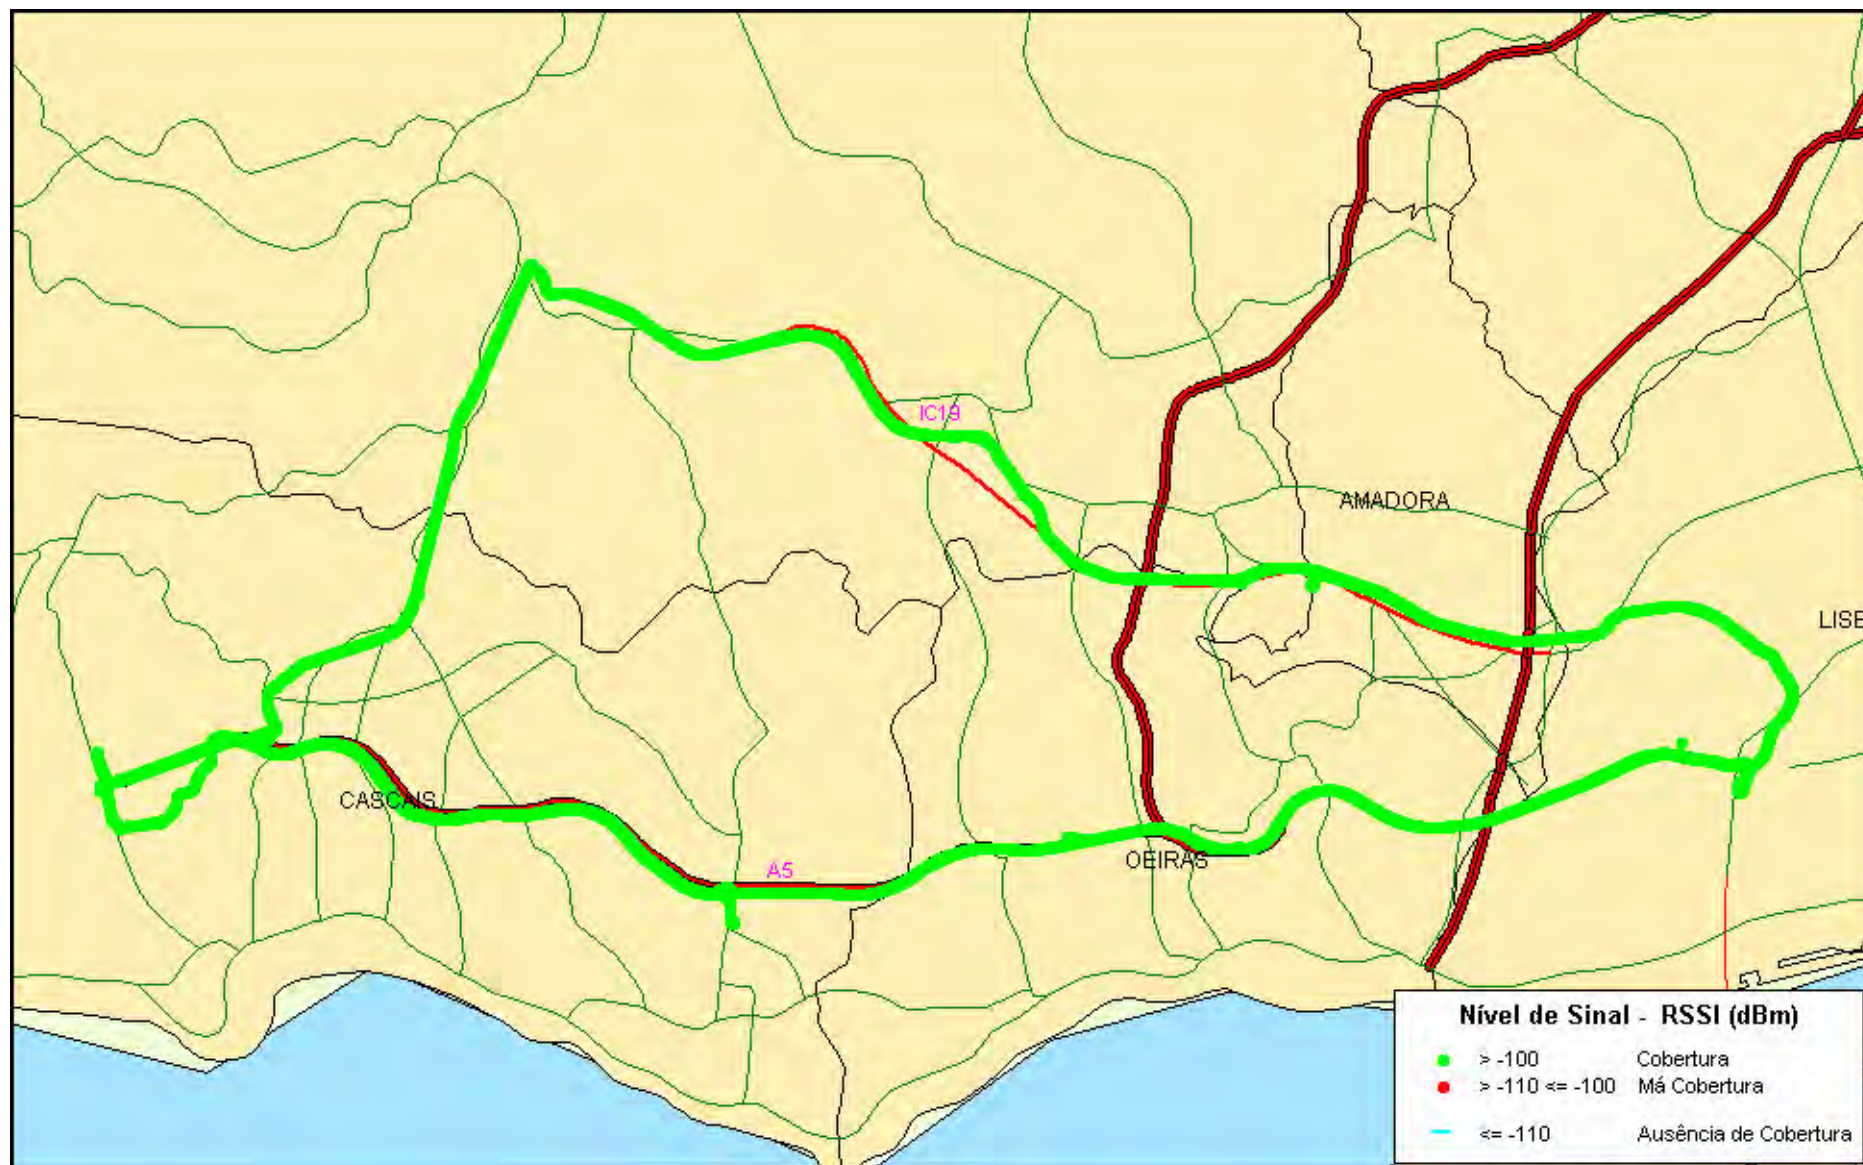 IC19
AMADORA
LISB
CASCAIS
A5
OEIRAS
Nível de Sinal - RSSI (dBm)
> -100 Cobertura
> -110 <= -100 Má Cobertura
<= -110 Ausência de Cobertura